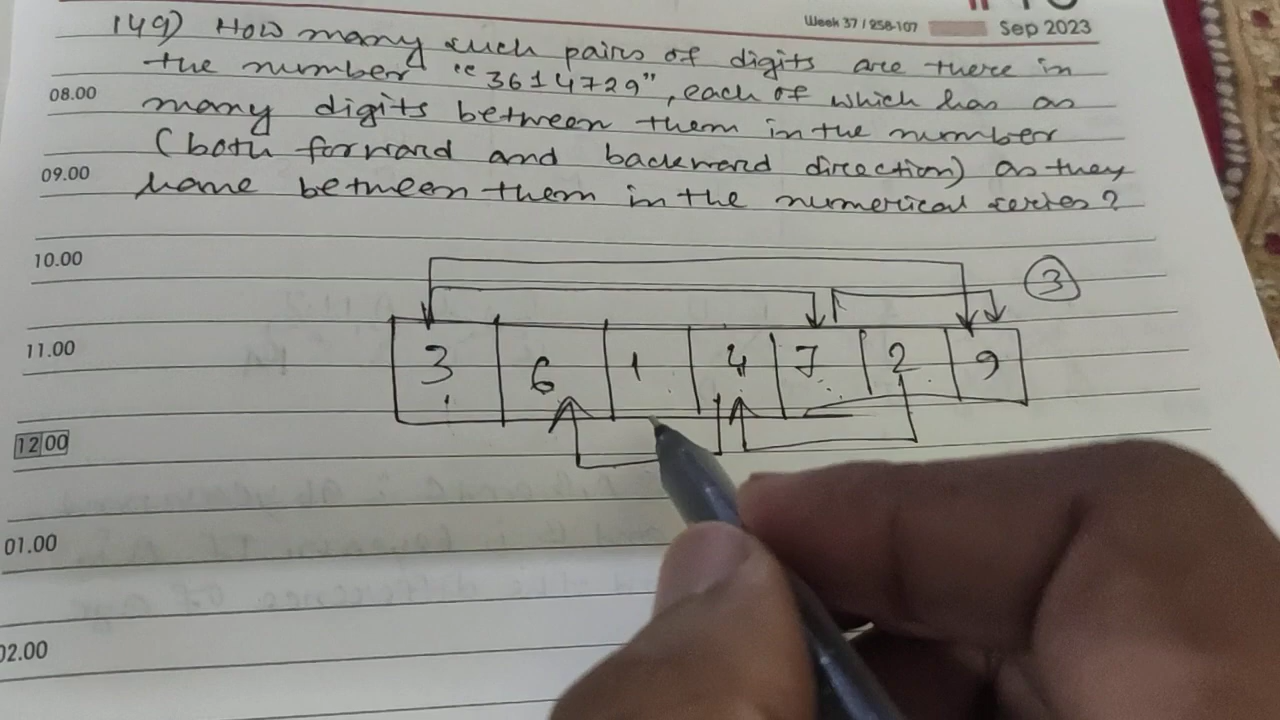 Week 37 / 258-107 Sep 2023
149) How many such pairs of digits are there in
the number "3614729", each of which has as
08.00
many digits between them in the number
(both forward and backward direction) as they
09.00
have between them in the numerical series?
10.00
3
11.00
3 6 1 4 7 2 9
12.00
01.00
02.00